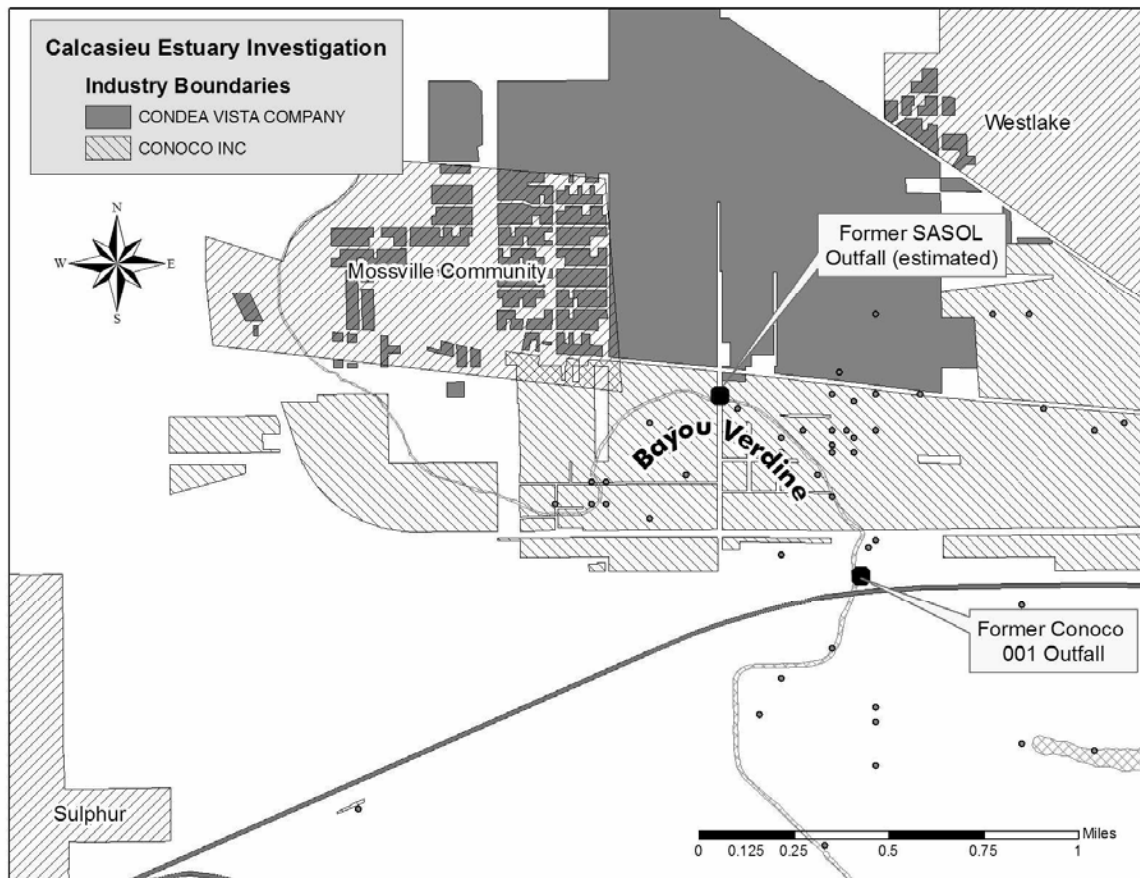 Calcasieu Estuary Investigation
Industry Boundaries
CONDEA VISTA COMPANY
CONOCO INC
Westlake
N
W
E
S
Mossville Community
Former SASOL
Outfall (estimated)
Bayou Verdine
Former Conoco
001 Outfall
Sulphur
Miles
0 0.125 0.25 0.5 0.75 1